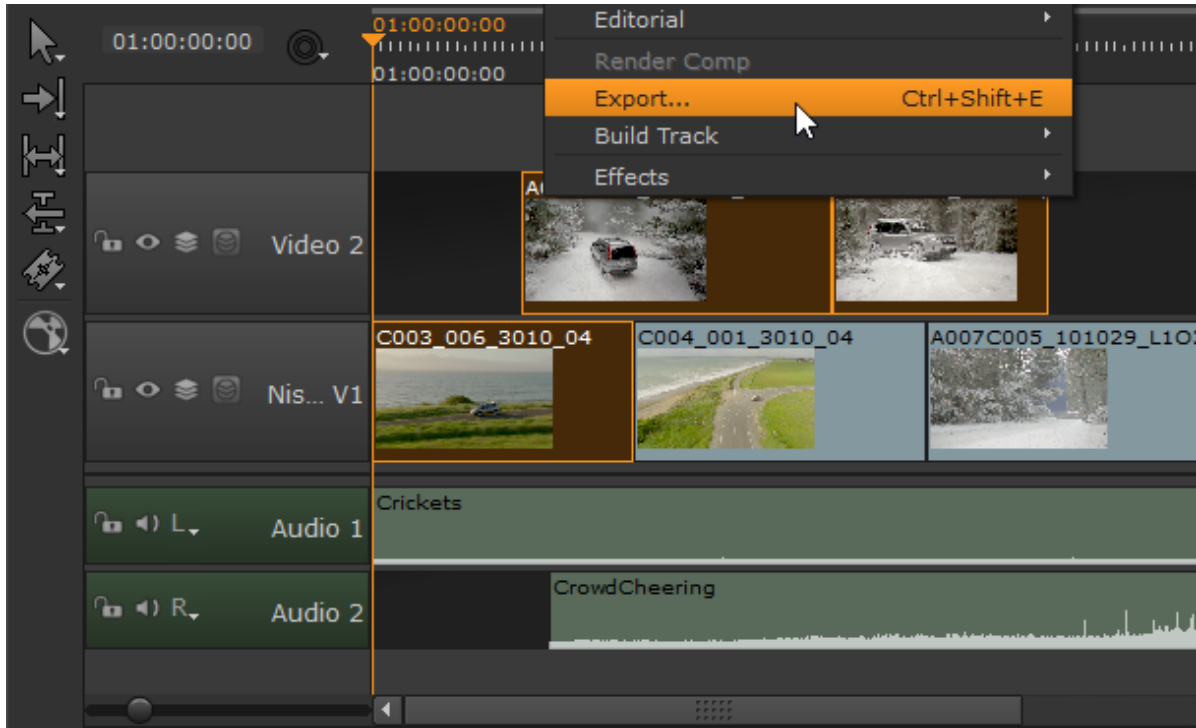 01:00:00:00
01:00:00:00
01:00:00:00
Editorial
Render Comp
Export... Ctrl+Shift+E
Build Track
Effects
Video 2
C003_006_3010_04
C004_001_3010_04
A007C005_101029_L1O
Nis... V1
Crickets
L
Audio 1
CrowdCheering
R
Audio 2